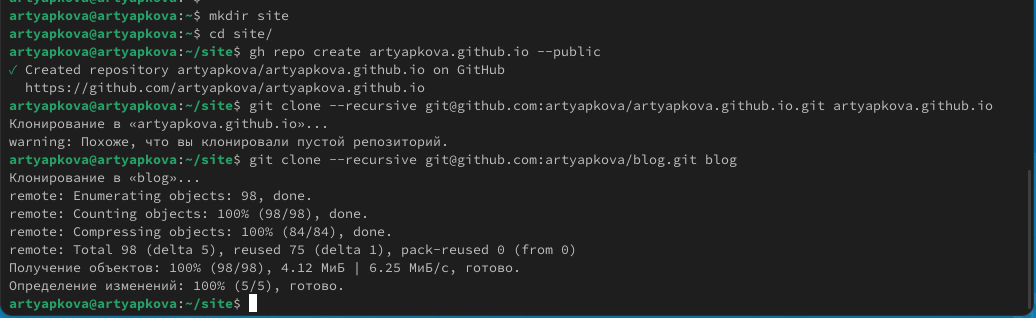 artyapkova@artyapkova:~$ mkdir site
artyapkova@artyapkova:~$ cd site/
artyapkova@artyapkova:~/site$ gh repo create artyapkova.github.io --public
✓ Created repository artyapkova/artyapkova.github.io on GitHub
  https://github.com/artyapkova/artyapkova.github.io
artyapkova@artyapkova:~/site$ git clone --recursive git@github.com:artyapkova/artyapkova.github.io.git artyapkova.github.io
Клонирование в «artyapkova.github.io»...
warning: Похоже, что вы клонировали пустой репозиторий.
artyapkova@artyapkova:~/site$ git clone --recursive git@github.com:artyapkova/blog.git blog
Клонирование в «blog»...
remote: Enumerating objects: 98, done.
remote: Counting objects: 100% (98/98), done.
remote: Compressing objects: 100% (84/84), done.
remote: Total 98 (delta 5), reused 75 (delta 1), pack-reused 0 (from 0)
Получение объектов: 100% (98/98), 4.12 МиБ | 6.25 МиБ/с, готово.
Определение изменений: 100% (5/5), готово.
artyapkova@artyapkova:~/site$